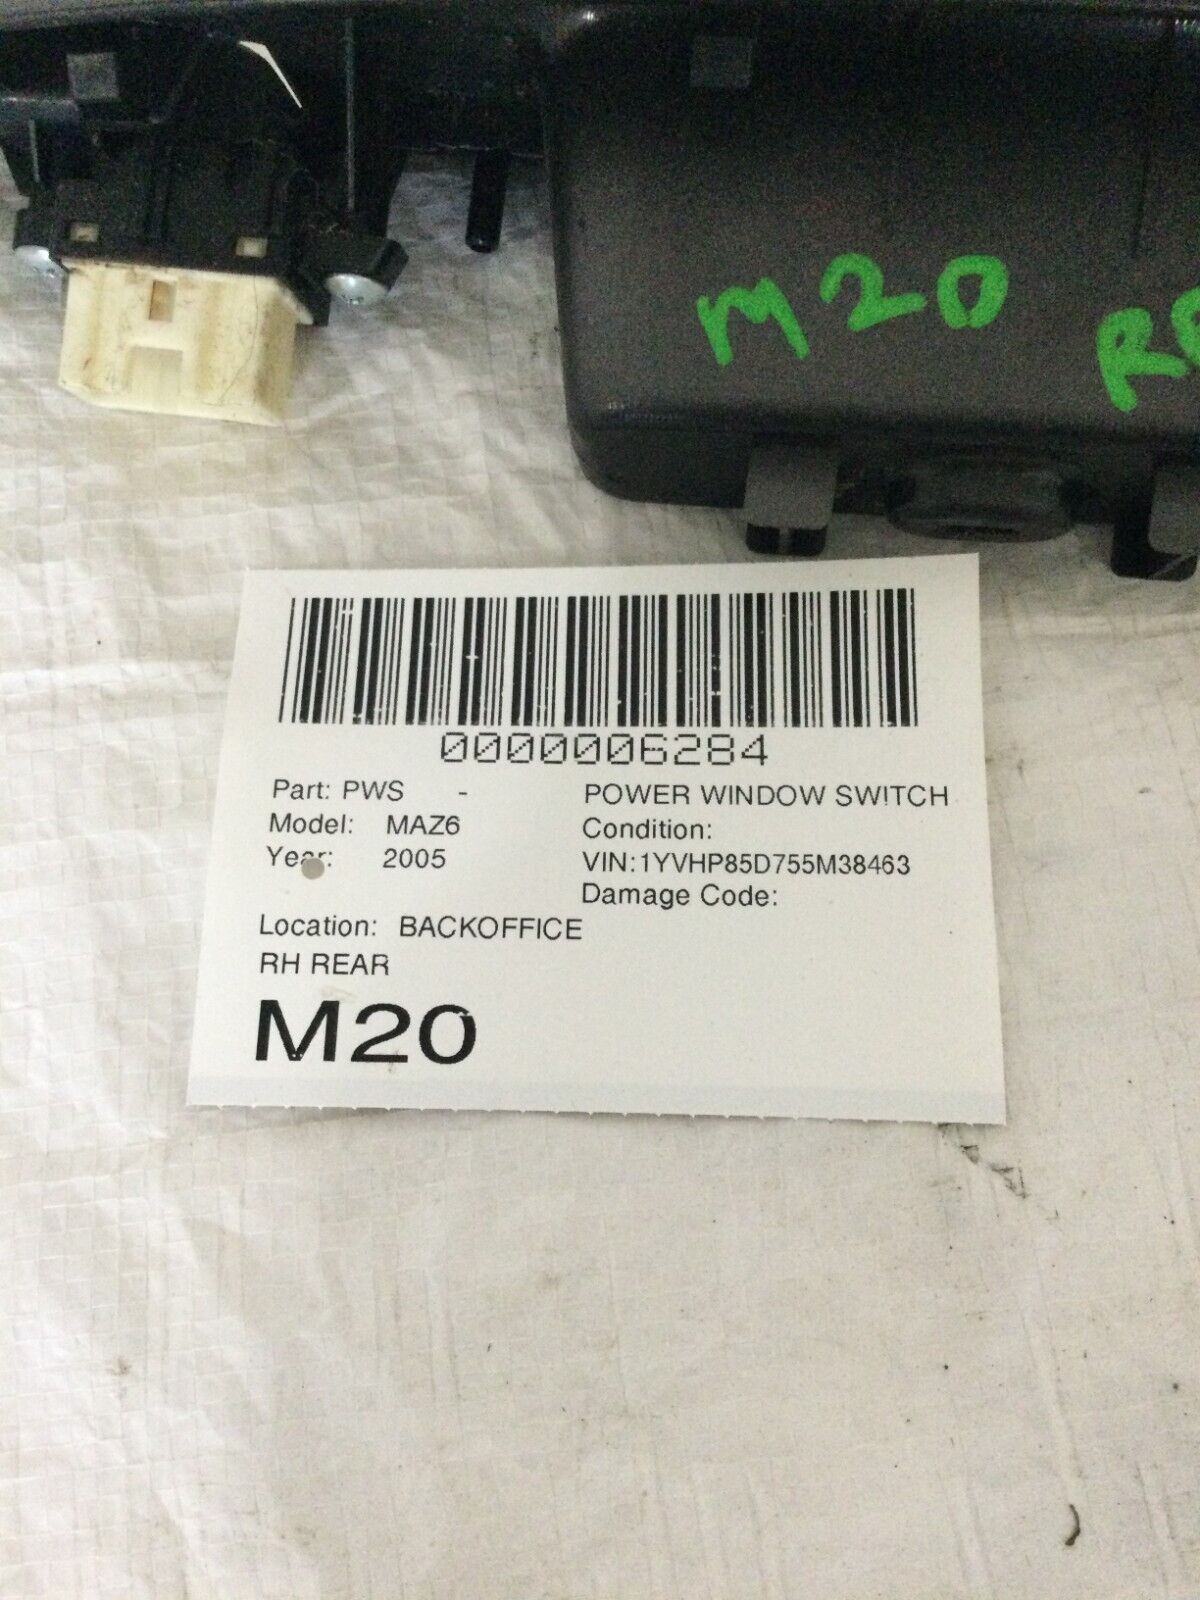 M20
0000006284
Part: PWS - POWER WINDOW SWITCH
Model: MAZ6 Condition:
Year: 2005 VIN:1YVHP85D755M38463
Damage Code:
Location: BACKOFFICE
RH REAR
M20